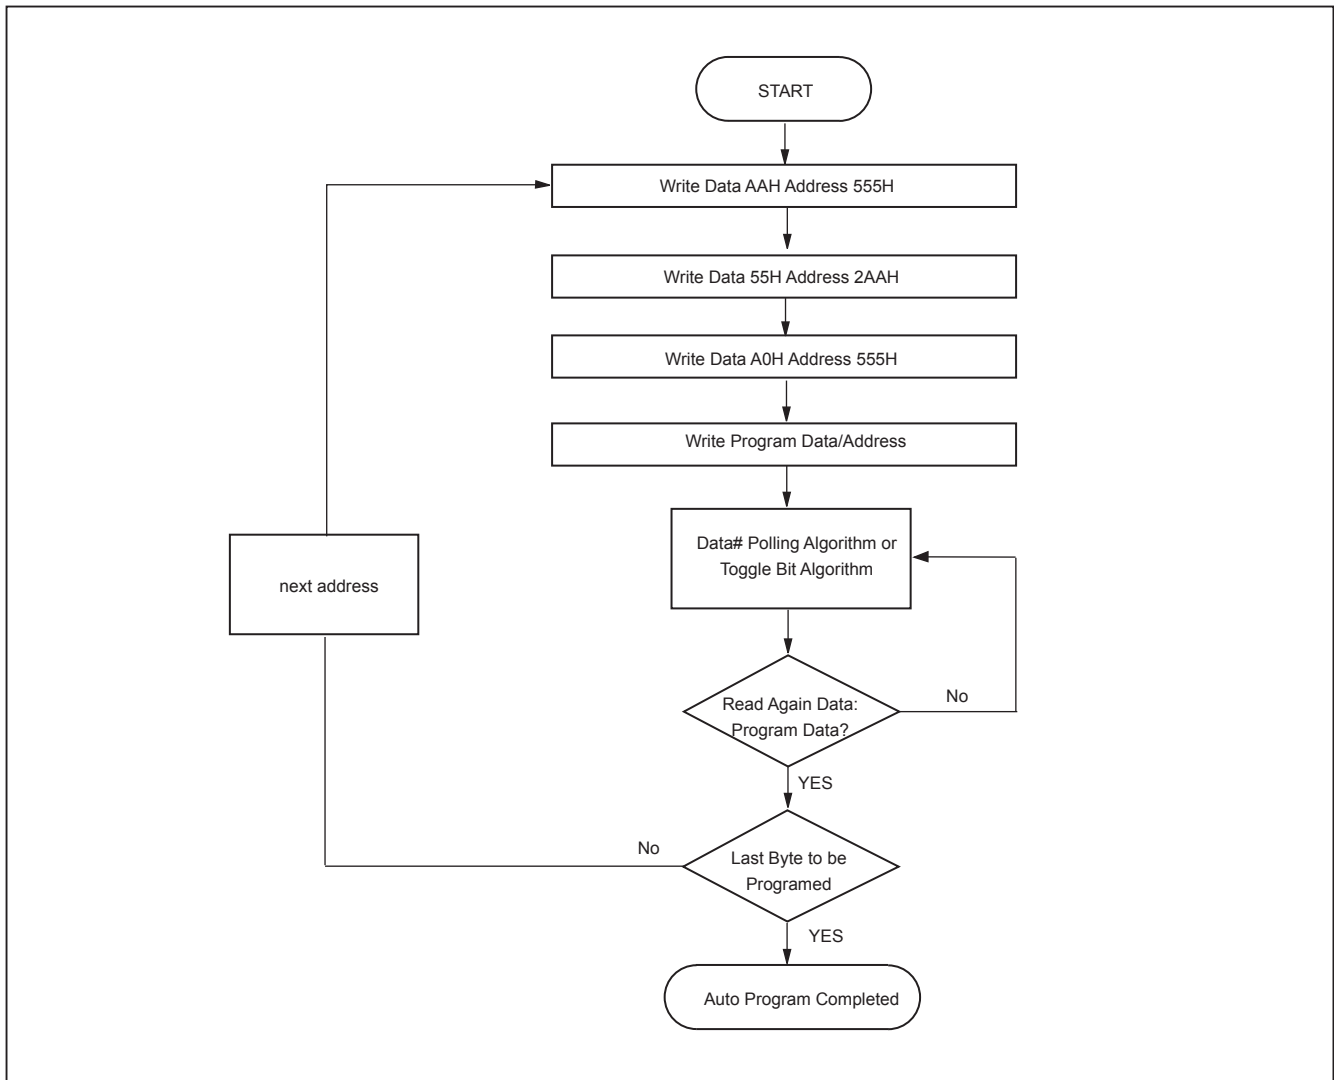 START
Write Data AAH Address 555H
Write Data 55H Address 2AAH
Write Data A0H Address 555H
Write Program Data/Address
Data# Polling Algorithm or
Toggle Bit Algorithm
next address
Read Again Data:
Program Data?
No
YES
No
Last Byte to be
Programed
YES
Auto Program Completed